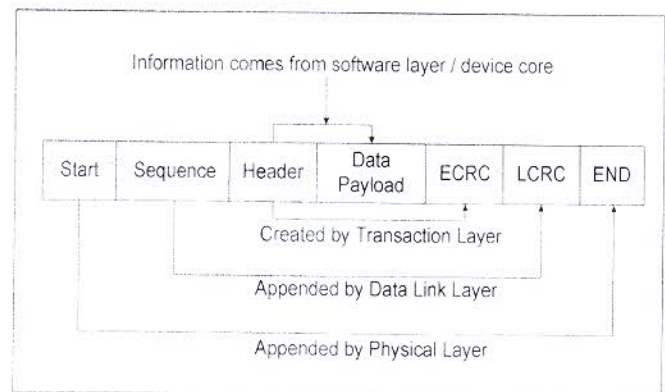 Information comes from software layer / device core
Start Sequence Header Data Payload ECRC LCRC END
Created by Transaction Layer
Appended by Data Link Layer
Appended by Physical Layer